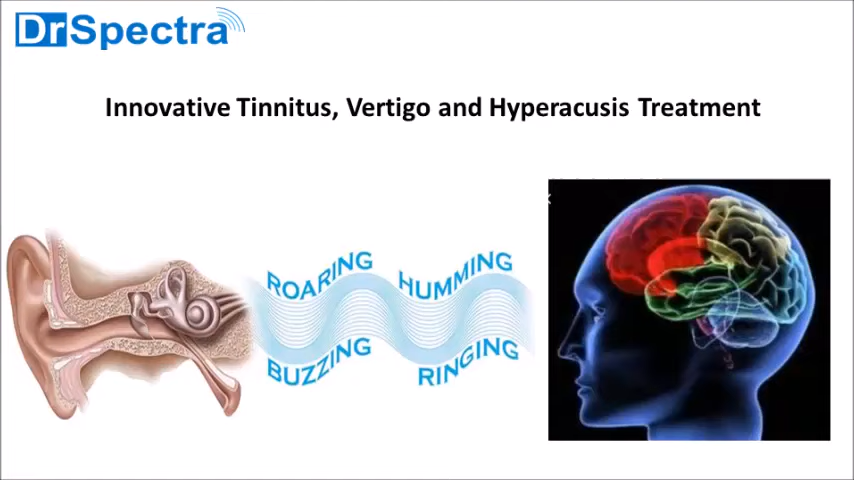 DrSpectra
Innovative Tinnitus, Vertigo and Hyperacusis Treatment
ROARING HUMMING
BUZZING RINGING